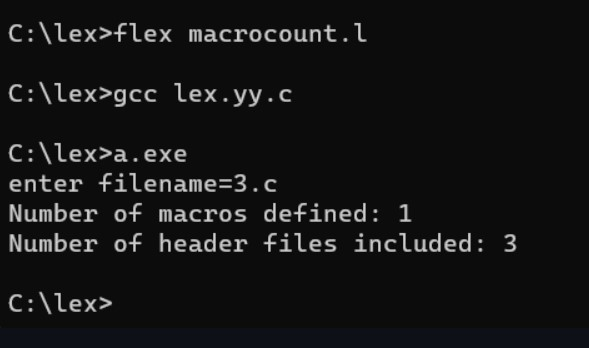 C:\lex>flex macrocount.l
C:\lex>gcc lex.yy.c
C:\lex>a.exe
enter filename=3.c
Number of macros defined: 1
Number of header files included: 3
C:\lex>